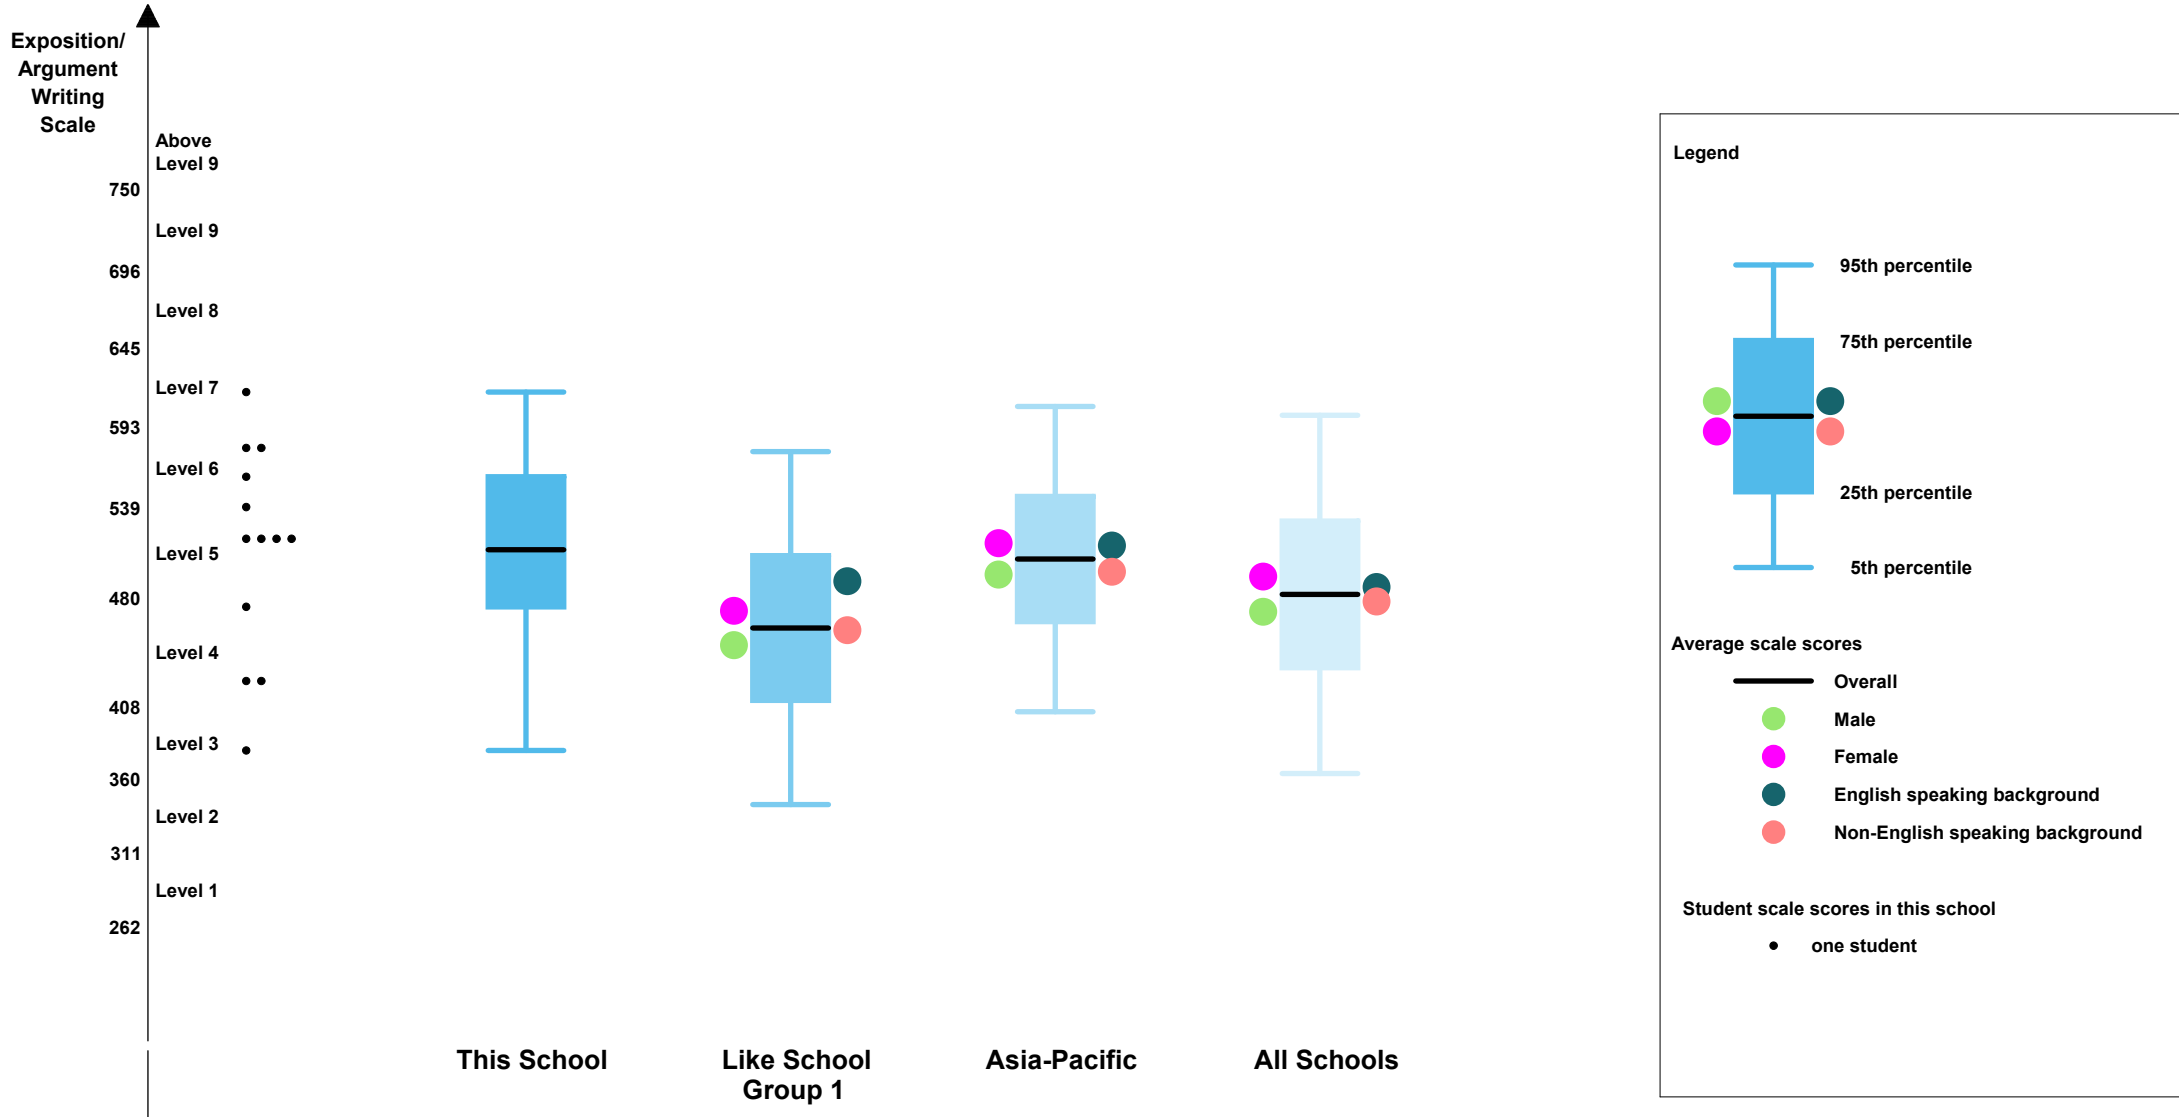 Exposition/
Argument
Writing
Scale
Above
Level 9
750
Level 9
696
Level 8
645
Level 7
593
Level 6
539
Level 5
480
Level 4
408
Level 3
360
Level 2
311
Level 1
262
This School
Like School
Group 1
Asia-Pacific
All Schools
Legend
95th percentile
75th percentile
25th percentile
5th percentile
Average scale scores
Overall
Male
Female
English speaking background
Non-English speaking background
Student scale scores in this school
one student